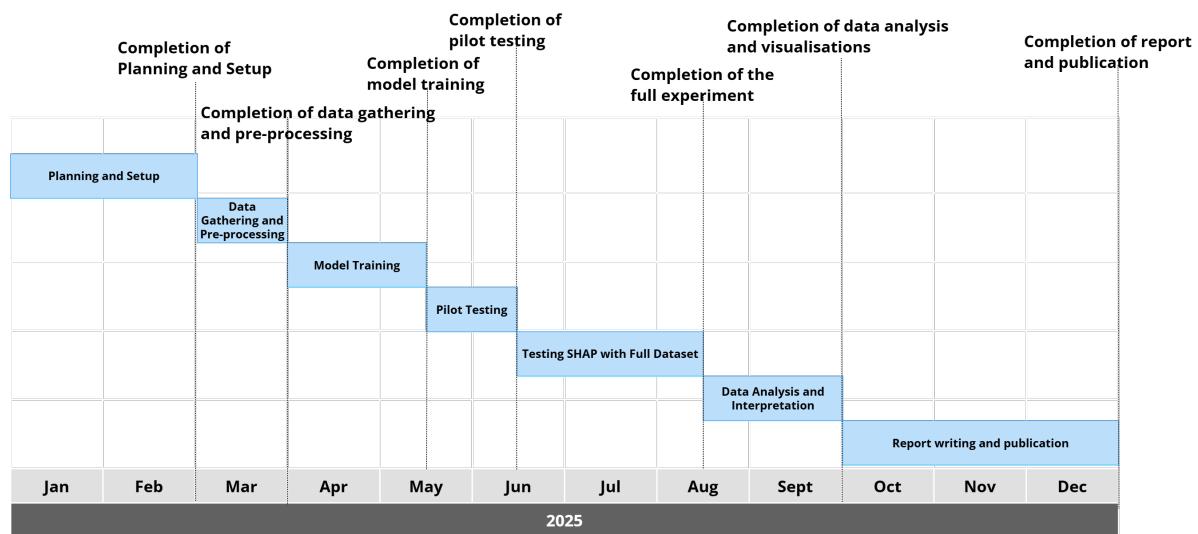 Completion of
pilot testing
Completion of data analysis
and visualisations
Completion of report
and publication
Completion of
Planning and Setup
Completion of
model training
Completion of the
full experiment
Completion of data gathering
and pre-processing
Planning and Setup
Data
Gathering and
Pre-processing
Model Training
Pilot Testing
Testing SHAP with Full Dataset
Data Analysis and
Interpretation
Report writing and publication
Jan Feb Mar Apr May Jun Jul Aug Sept Oct Nov Dec
2025